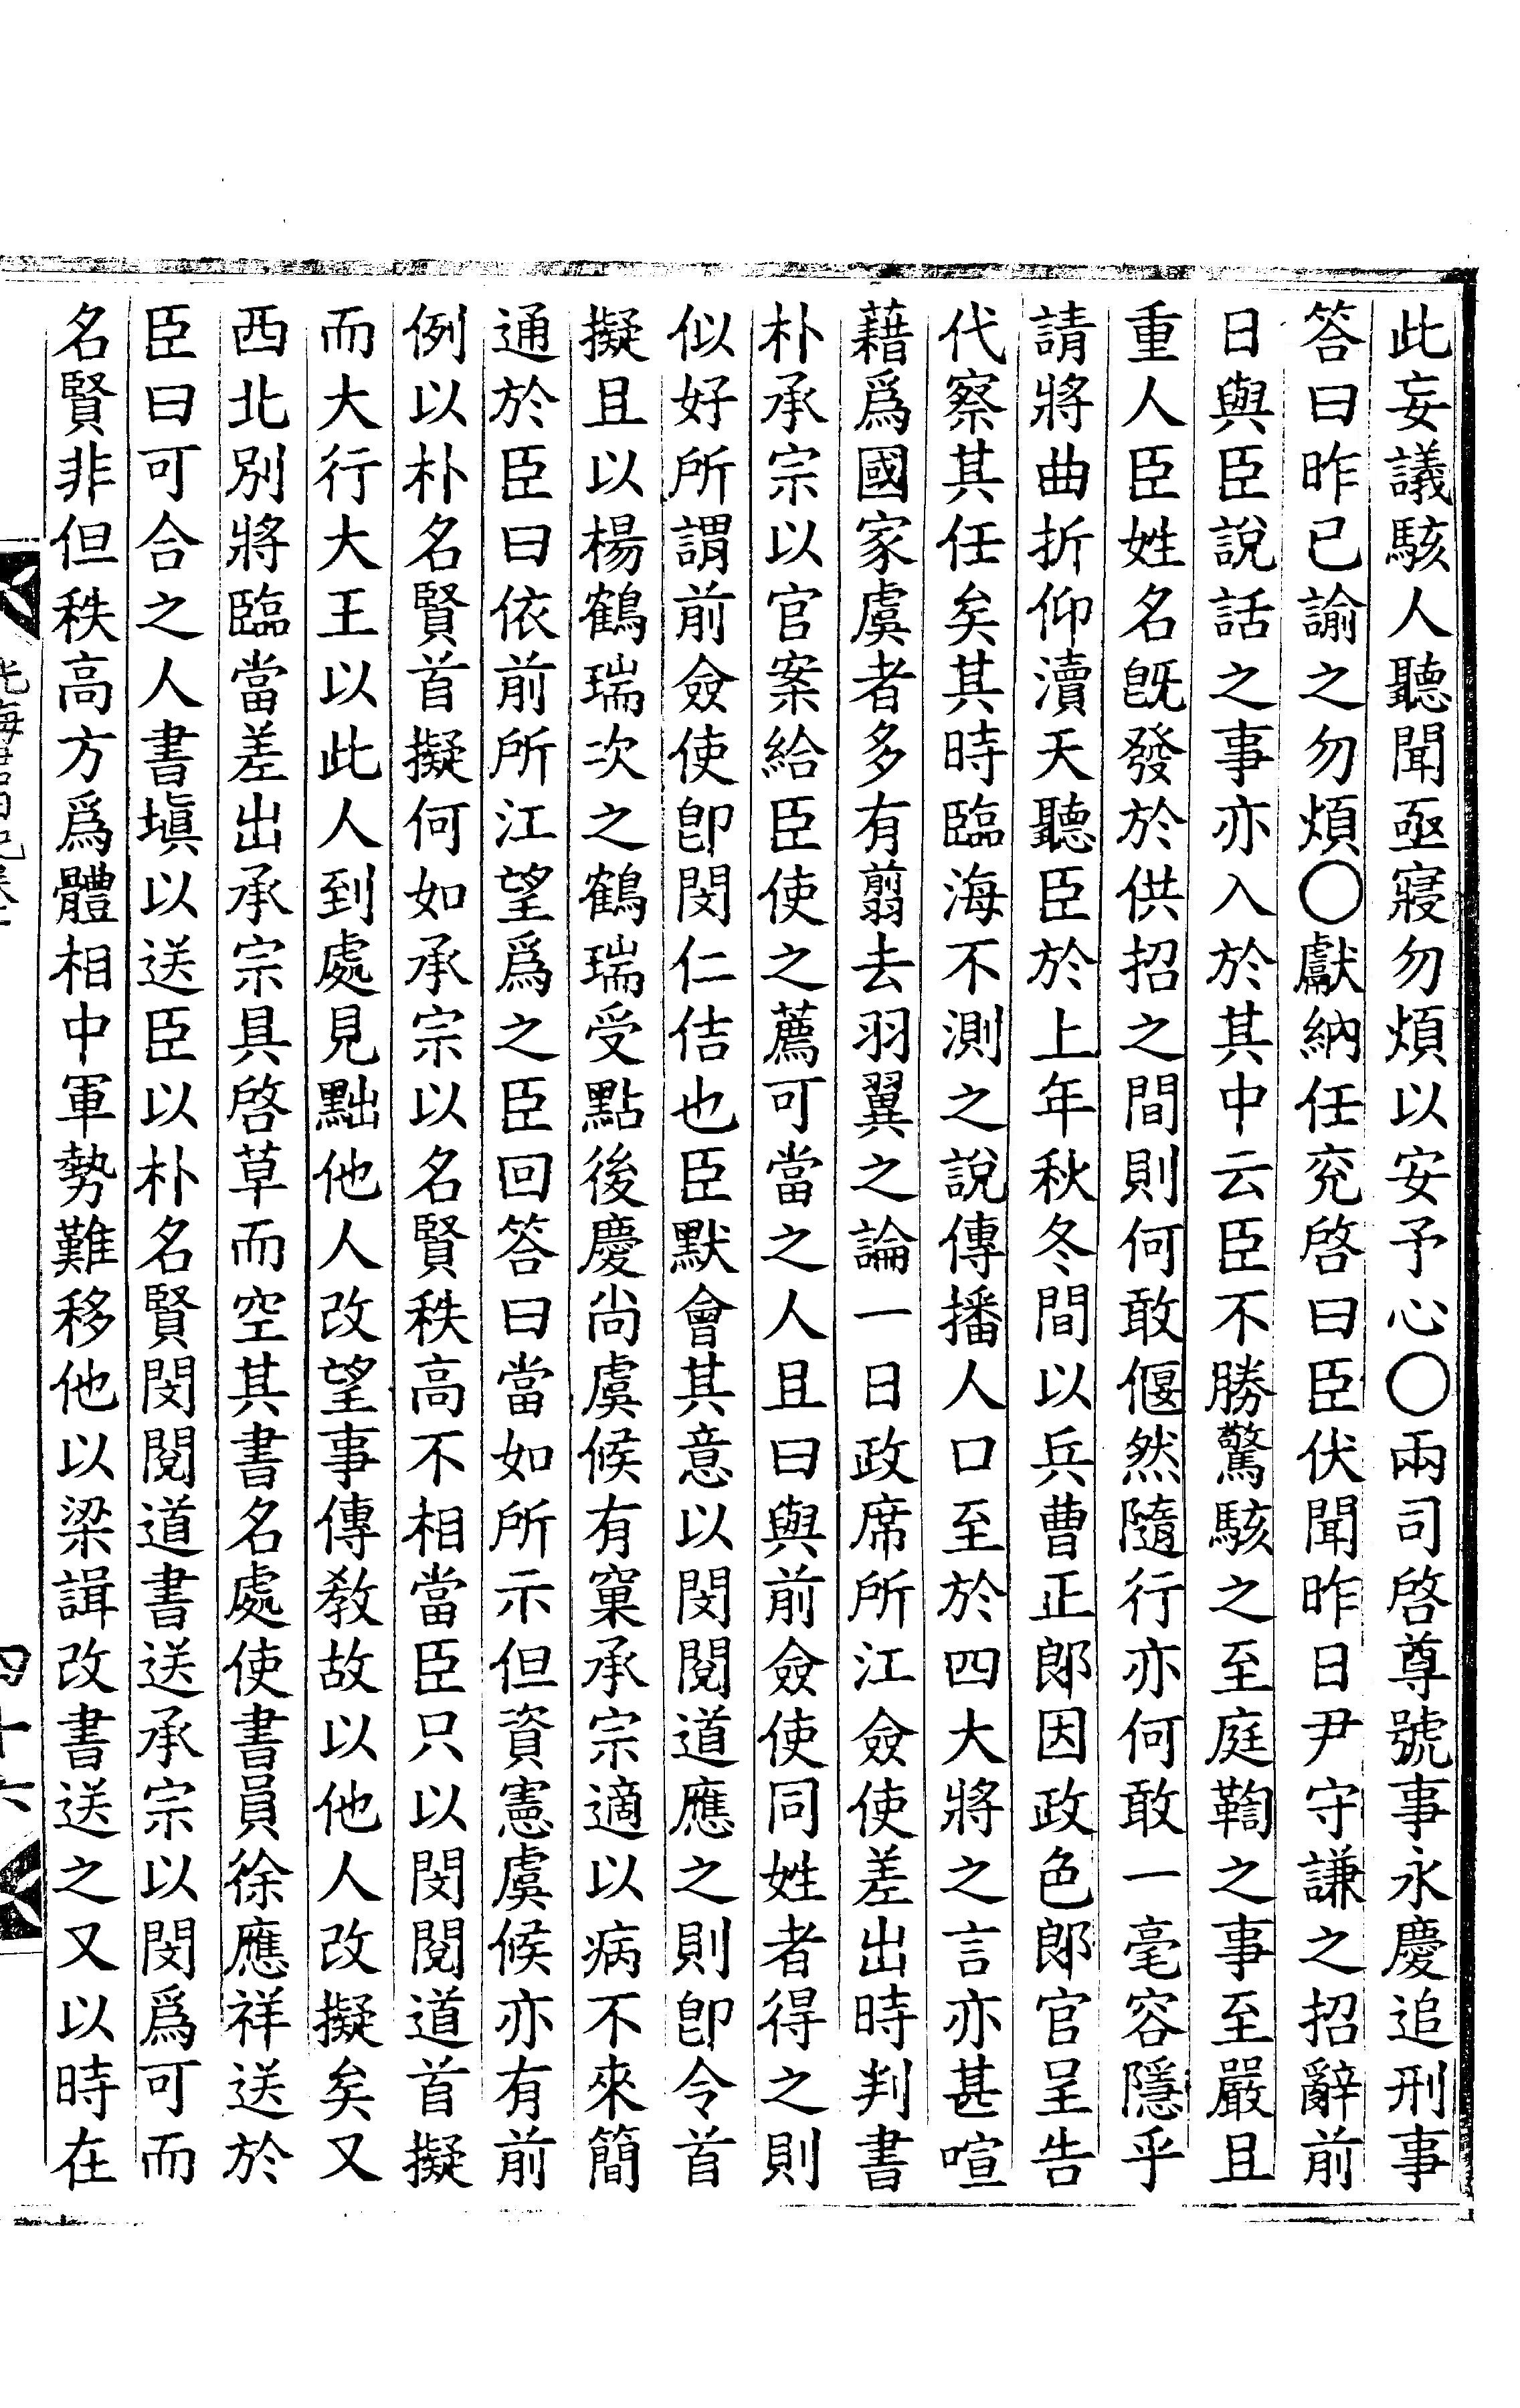 此妄議駭人聽聞亟寢勿煩以安予心○兩司啓尊號事永慶追刑事
答曰昨已諭之勿煩○獻納任兖啓曰臣伏聞昨日尹守謙之招辭前
日與臣說話之事亦入於其中云臣不勝驚駭之至庭鞫之事至嚴且
重人臣姓名旣發於供招之間則何敢偃然隨行亦何敢一毫容隱乎
請將曲折仰瀆天聽臣於上年秋冬間以兵曹正郞因政色郞官呈告
代察其任矣其時臨海不測之說傳播人口至於四大將之言亦甚喧
藉爲國家虞者多有翦去羽翼之論一日政席所江僉使差出時判書
朴承宗以官案給臣使之薦可當之人且曰與前僉使同姓者得之則
似好所謂前僉使卽閔仁佶也臣默會其意以閔閱道應之則卽令首
擬且以楊鶴瑞次之鶴瑞受點後慶尙虞候有窠承宗適以病不來簡
通於臣曰依前所江望爲之臣回答曰當如所示但資憲虞候亦有前
例以朴名賢首擬何如承宗以名賢秩高不相當臣只以閔閱道首擬
而大行大王以此人到處見黜他人改望事傳敎故以他人改擬矣又
西北別將臨當差出承宗具啓草而空其書名處使書員徐應祥送於
臣曰可合之人書塡以送臣以朴名賢閔閱道書送承宗以閔爲可而
名賢非但秩高方爲體相中軍勢難移他以梁諿改書送之又以時在
四十六